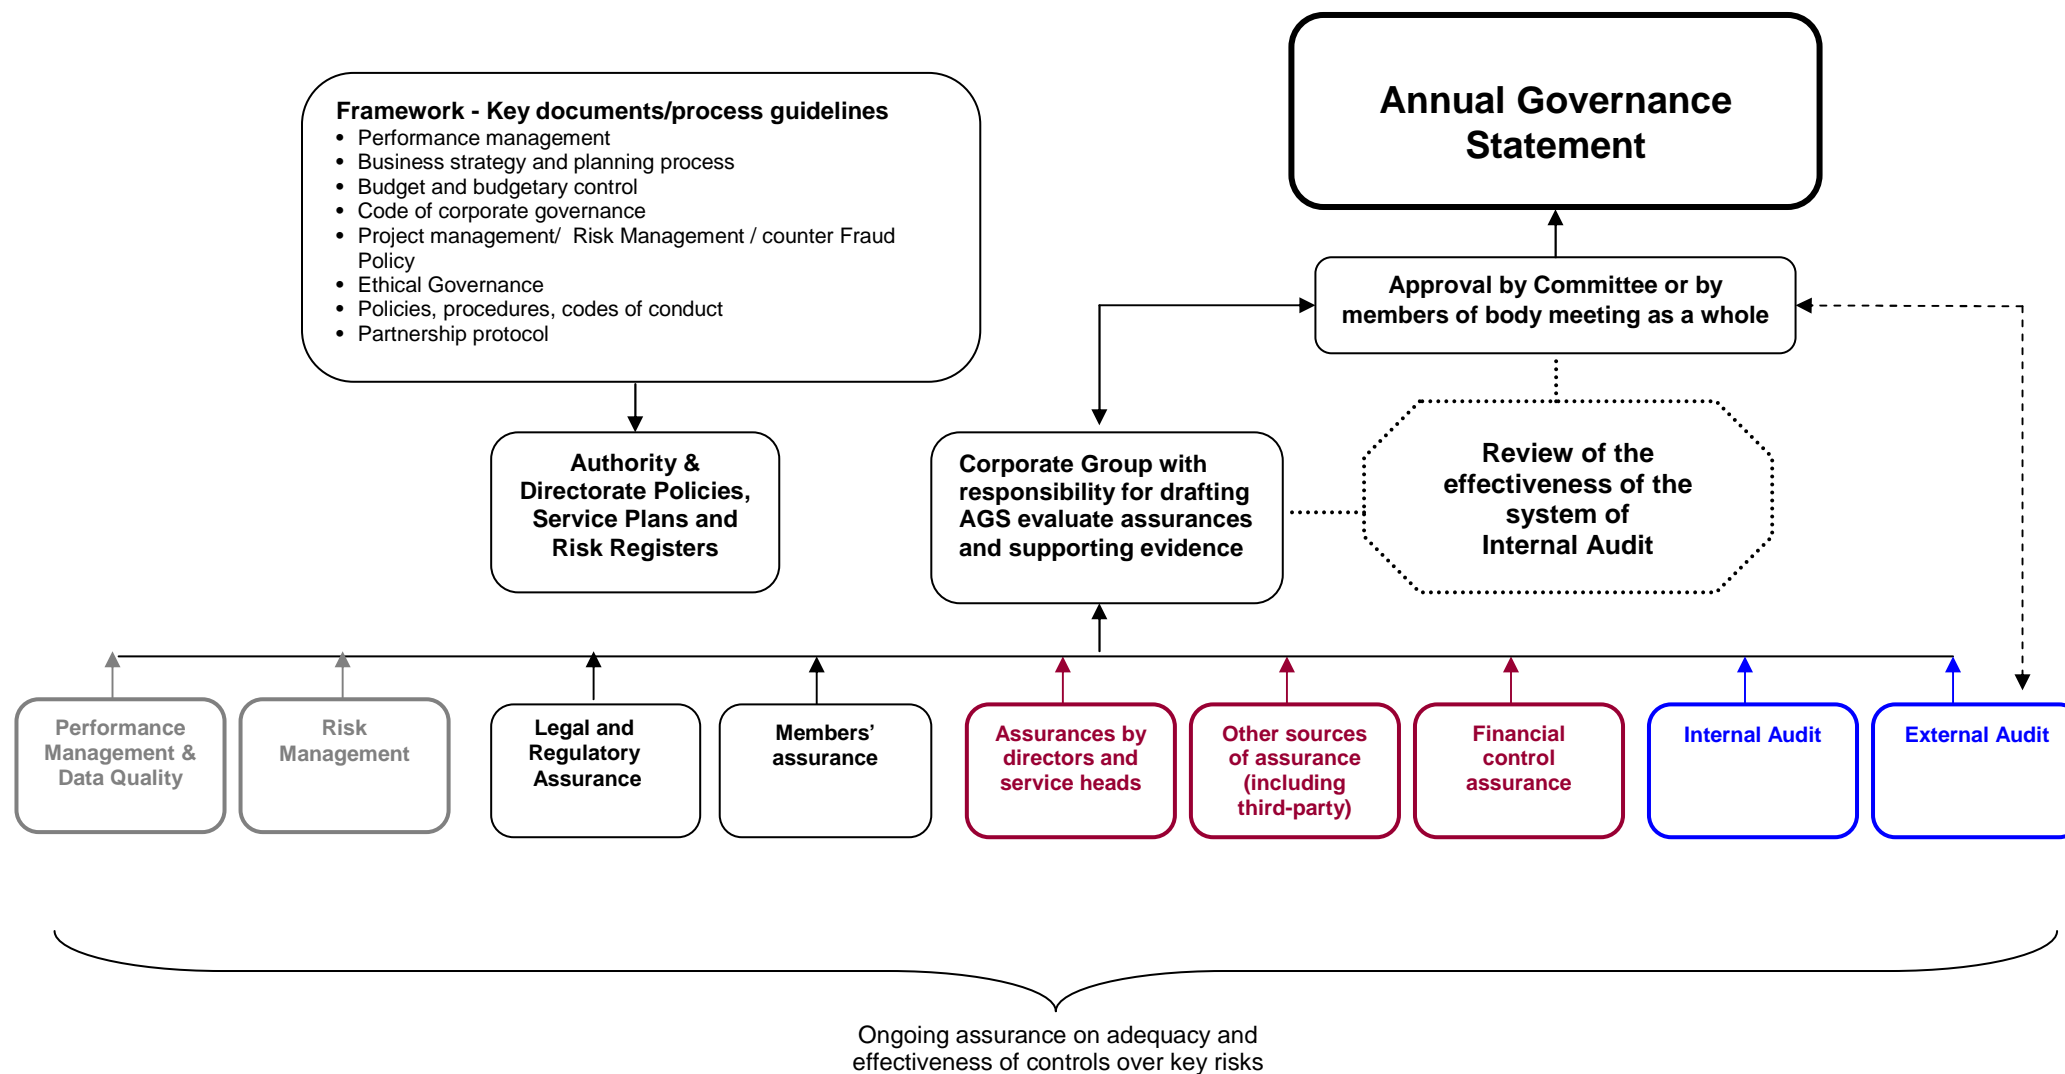 Annual Governance
Statement
Framework - Key documents/process guidelines
• Performance management
• Business strategy and planning process
• Budget and budgetary control
• Code of corporate governance
• Project management/ Risk Management / counter Fraud
Policy
• Ethical Governance
• Policies, procedures, codes of conduct
• Partnership protocol
Approval by Committee or by
members of body meeting as a whole
Authority &
Directorate Policies,
Service Plans and
Risk Registers
Corporate Group with
responsibility for drafting
AGS evaluate assurances
and supporting evidence
Review of the
effectiveness of the
system of
Internal Audit
Performance
Management &
Data Quality
Risk
Management
Legal and
Regulatory
Assurance
Members’
assurance
Assurances by
directors and
service heads
Other sources
of assurance
(including
third-party)
Financial
control
assurance
Internal Audit
External Audit
Ongoing assurance on adequacy and
effectiveness of controls over key risks